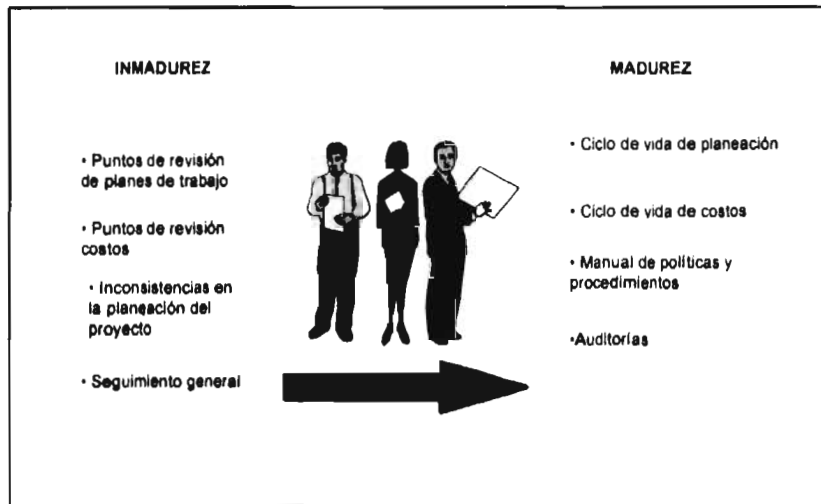 INMADUREZ
• Puntos de revisión
de planes de trabajo
• Puntos de revisión
costos
• Inconsistencias en
la planeación del
proyecto
• Seguimiento general
MADUREZ
• Ciclo de vida de planeación
• Ciclo de vida de costos
• Manual de políticas y
procedimientos
•Auditorías